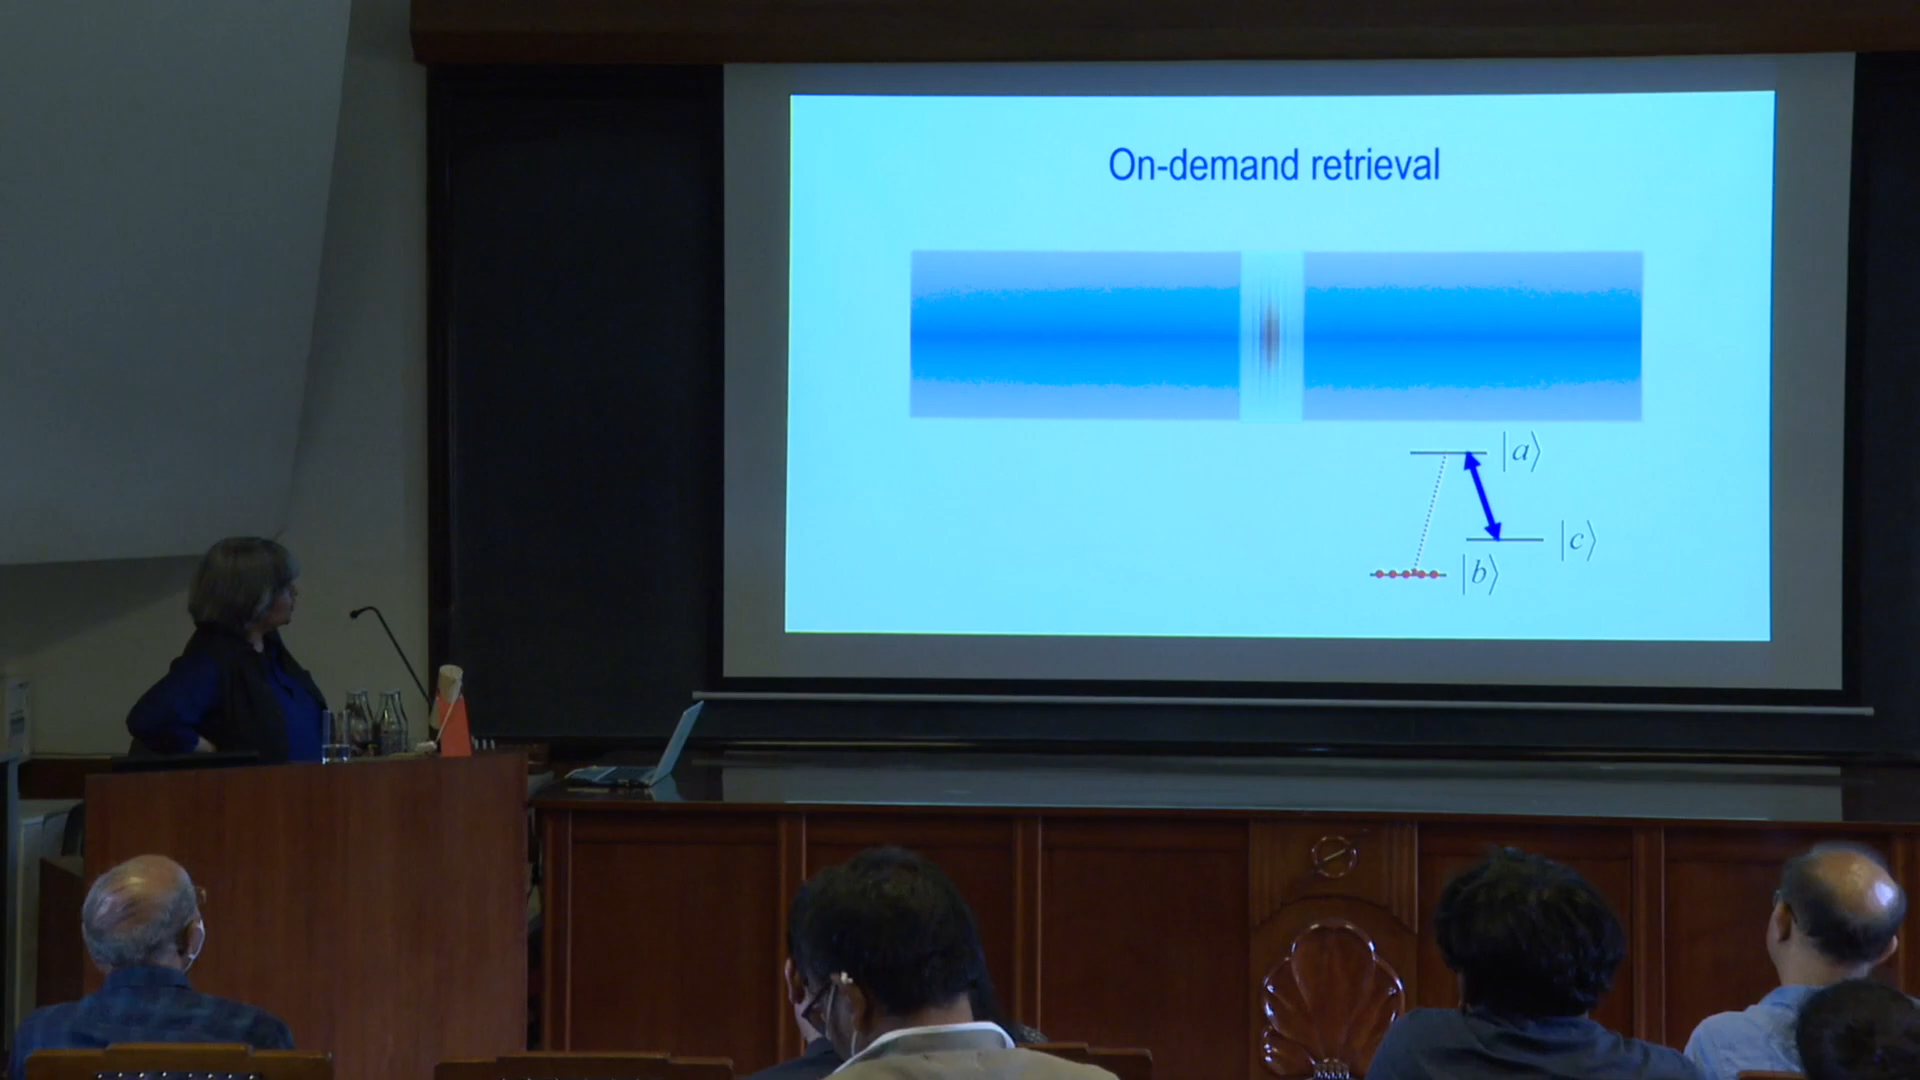 On-demand retrieval
|a⟩
|c⟩
|b⟩